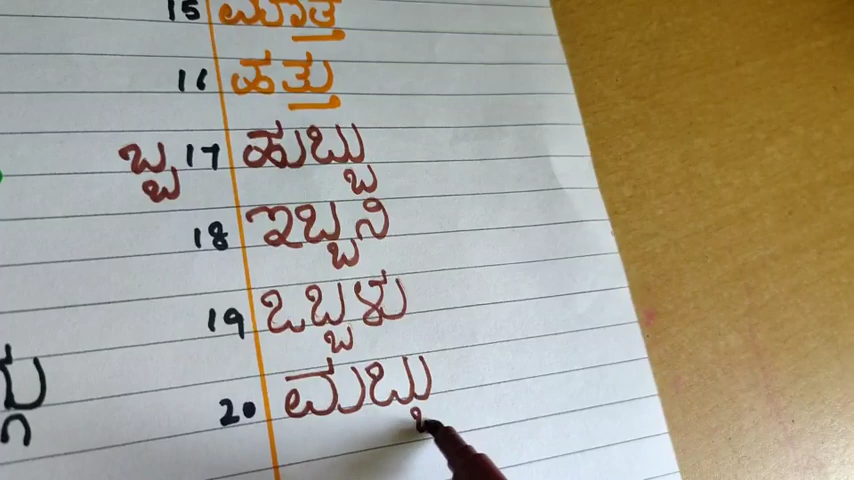 15 ಮಾತ್ರ
16 ಹತ್ತು
ಬ್ಬ 17 ಹುಬ್ಬು
18 ಇಬ್ಬನಿ
19 ಒಬ್ಬಳು
20 ಮಬ್ಬು